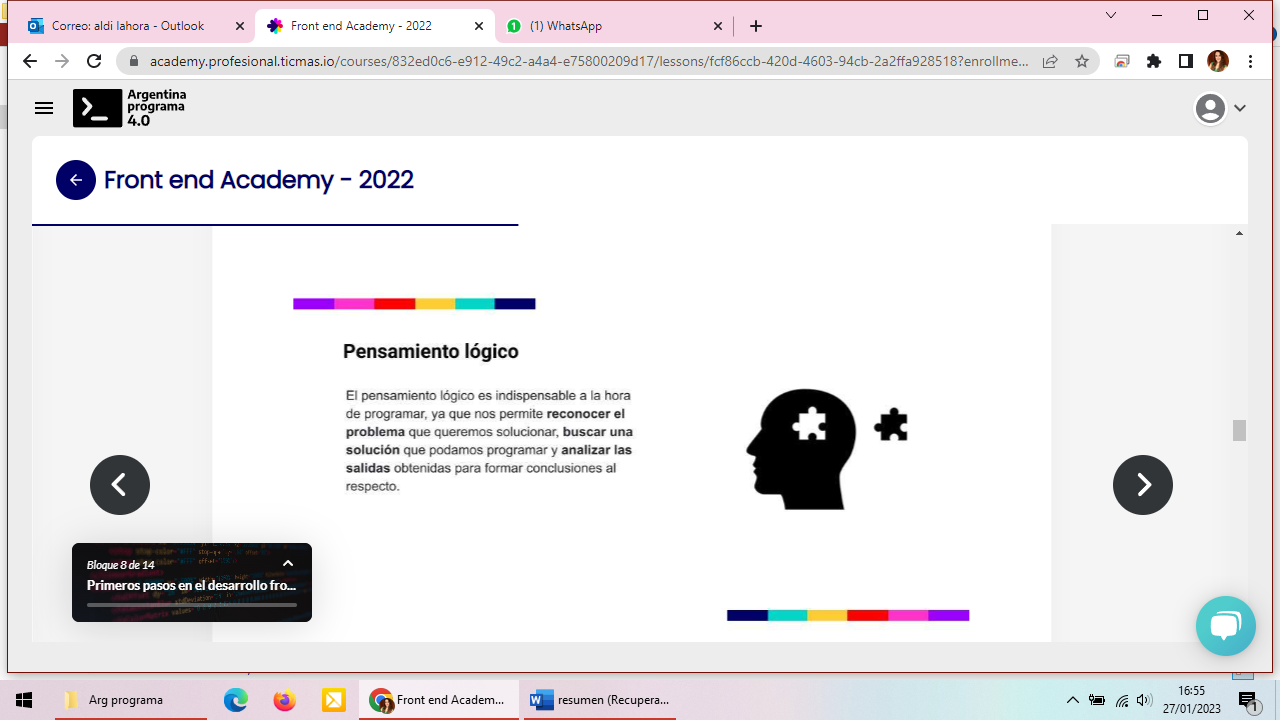 Correo: aldi lahora - Outlook
Front end Academy - 2022
(1) WhatsApp
academy.profesional.ticmas.io/courses/832ee0c6-e912-4992-a4a4-e75800209d17/lessons/fcf86ccb-420d-4603-94cb-2a2ffa928518?enrollme...
Argentina
programa
4.0
Front end Academy - 2022
Pensamiento lógico
El pensamiento lógico es indispensable a la hora
de programar, ya que nos permite reconocer el
problema que queremos solucionar, buscar una
solución que podamos programar y analizar las
salidas obtenidas para formar conclusiones al
respecto.
Bloque 8 de 14
Primeros pasos en el desarrollo fro...
Arg programa
Front end Academ...
resumen (Recupera...
16:55
27/01/2023
1